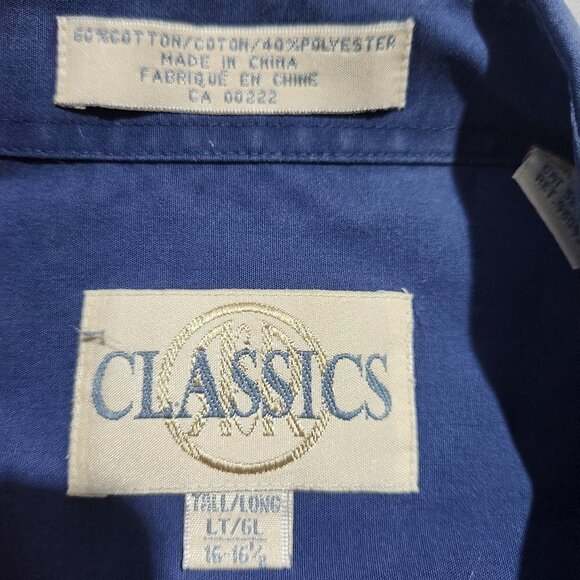 60%COTTON/COTON/40%POLYESTER
MADE IN CHINA
FABRIQUÉ EN CHINE
CA 00222
CLASSICS
TALL/LONG
LT/GL
16-16½